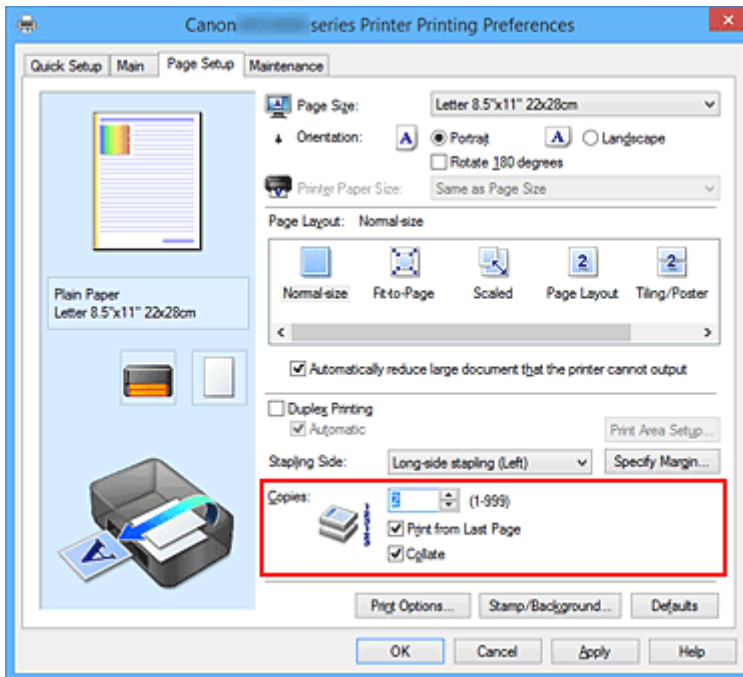 Canon series Printer Printing Preferences
Quick Setup Main Page Setup Maintenance
Page Size: Letter 8.5"x11" 22x28cm
Orientation: A Portrait A Landscape
Rotate 180 degrees
Printer Paper Size: Same as Page Size
Page Layout: Normal-size
Normal-size Fit-to-Page Scaled Page Layout Tiling/Poster
Plain Paper
Letter 8.5"x11" 22x28cm
Automatically reduce large document that the printer cannot output
Duplex Printing
Automatic Print Area Setup...
Stapling Side: Long-side stapling (Left) Specify Margin...
Copies: 2 (1-999)
Print from Last Page
Collate
Print Options... Stamp/Background... Defaults
OK Cancel Apply Help